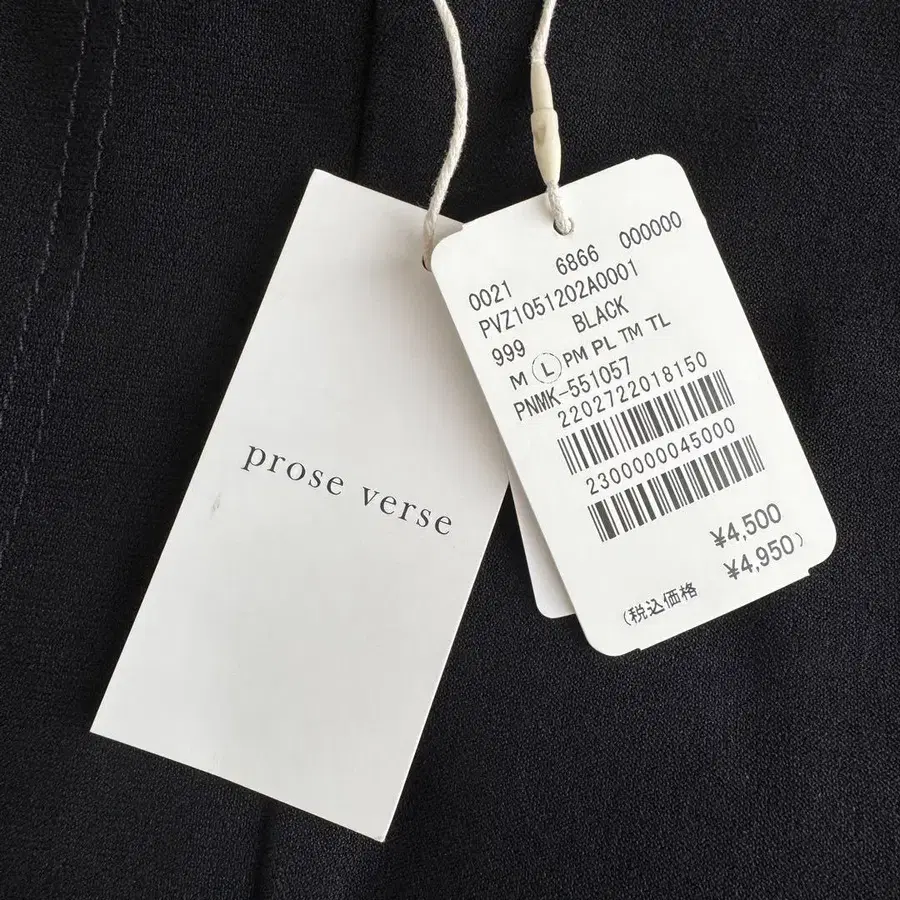 prose verse
0021 6866 000000
PVZ1051202A0001
999 BLACK
M L PM PL TM TL
PNMK-551057
2202722018150
2300000045000
¥4,500
(税込価格 ¥4,950)